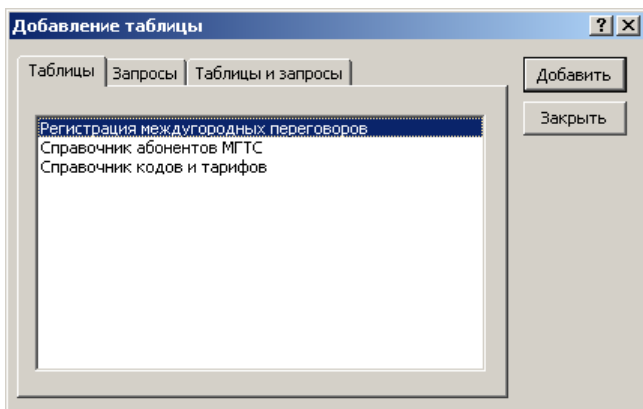 Добавление таблицы
Таблицы Запросы Таблицы и запросы
Добавить
Закрыть
Регистрация междугородных переговоров
Справочник абонентов МГТС
Справочник кодов и тарифов